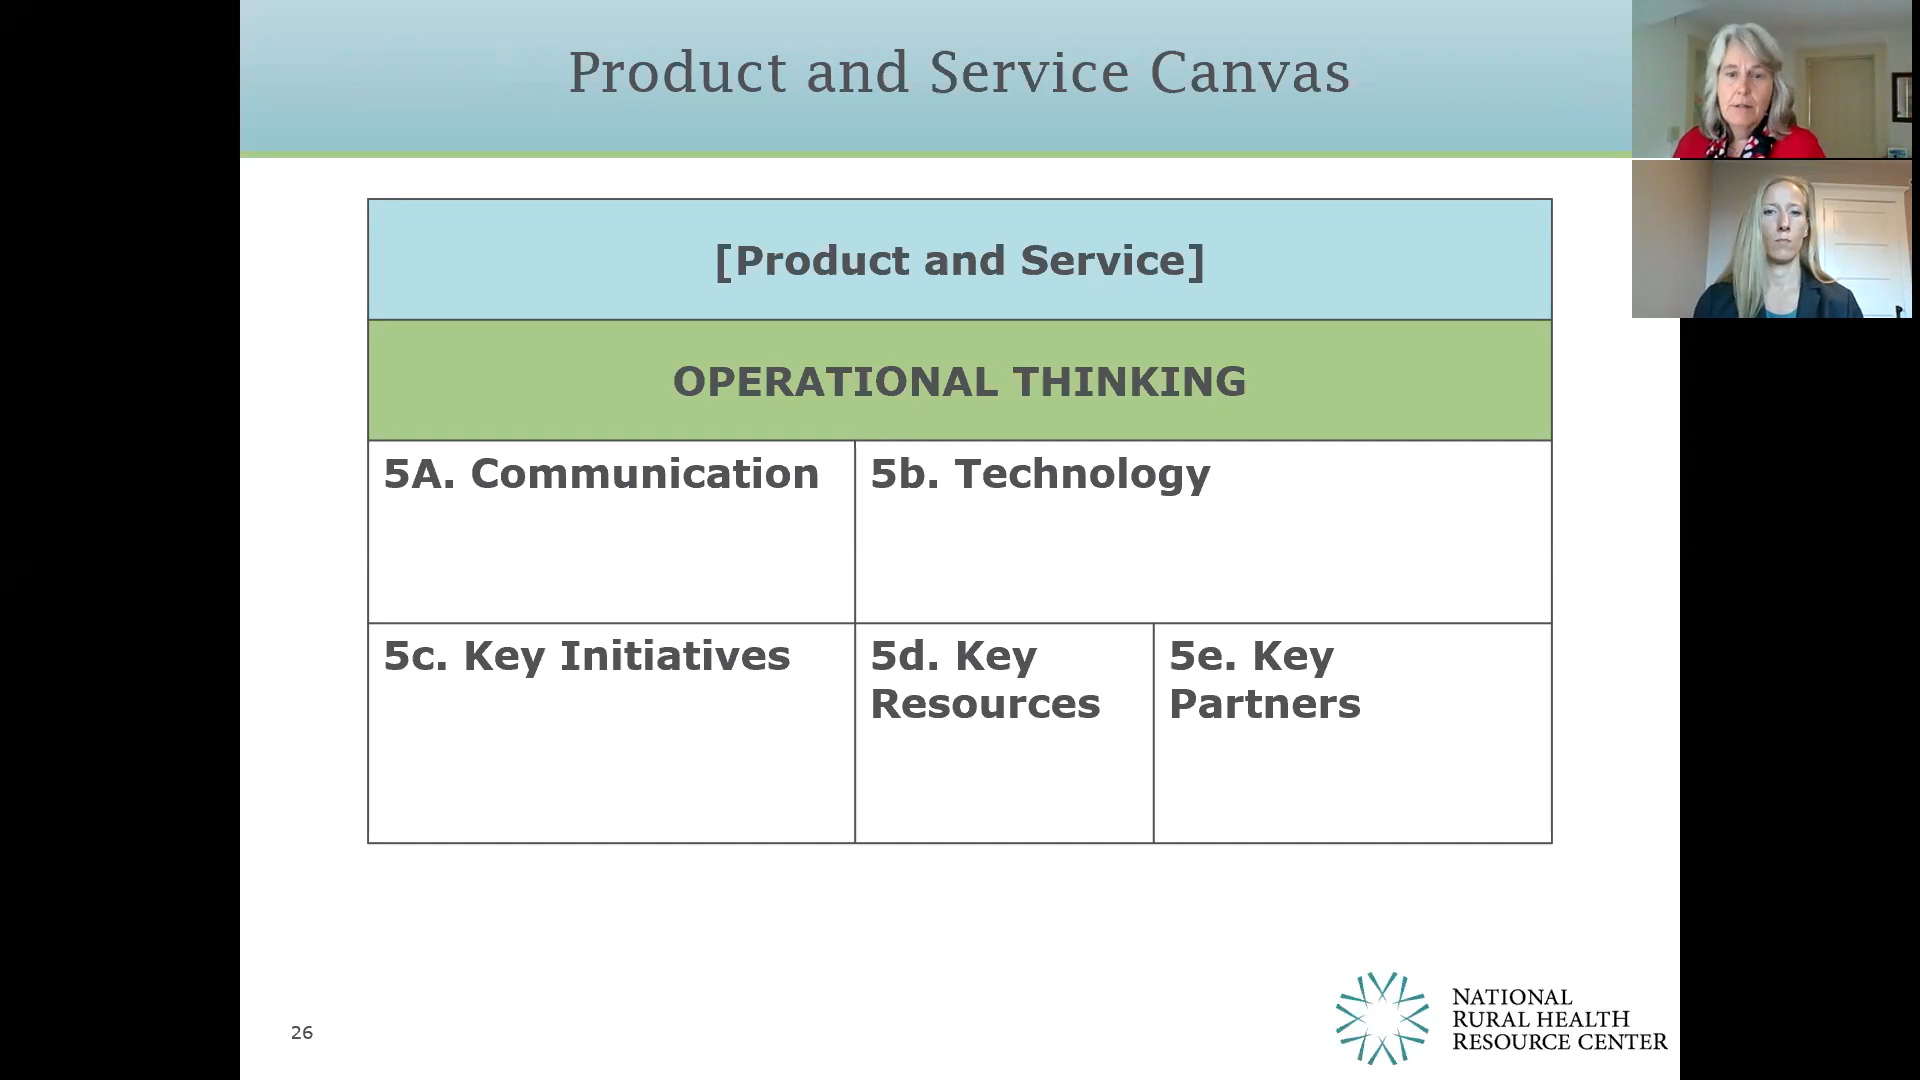 Product and Service Canvas
[Product and Service]
OPERATIONAL THINKING
5A. Communication
5b. Technology
5c. Key Initiatives
5d. Key
Resources
5e. Key
Partners
26
NATIONAL
RURAL HEALTH
RESOURCE CENTER